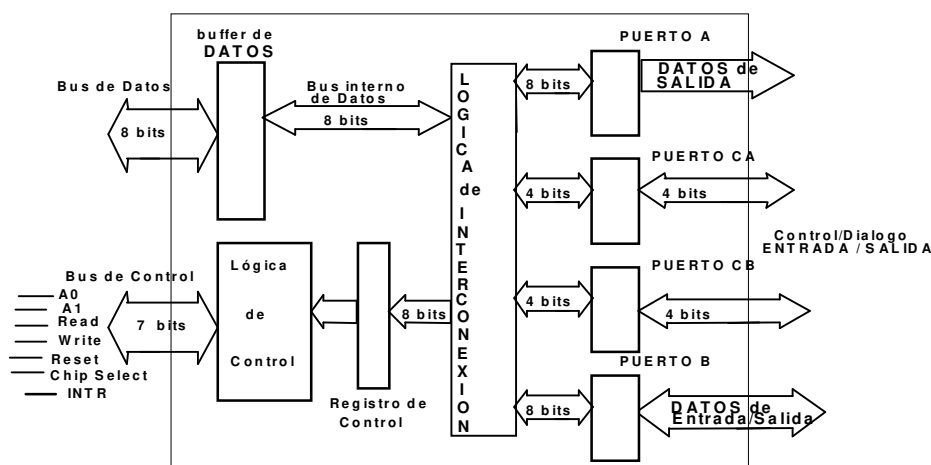 buffer de
DATOS
PUERTO A
Bus de Datos
8 bits
Bus interno
de Datos
8 bits
LOGICA de INTERCONEXION
8 bits
DATOS de
SALIDA
PUERTO CA
4 bits
4 bits
Control/Dialogo
ENTRADA / SALIDA
Bus de Control
A0
A1
Read
Write
Reset
Chip Select
INTR
7 bits
Lógica
de
Control
8 bits
Registro de
Control
PUERTO CB
4 bits
4 bits
PUERTO B
8 bits
DATOS de
Entrada/Salida